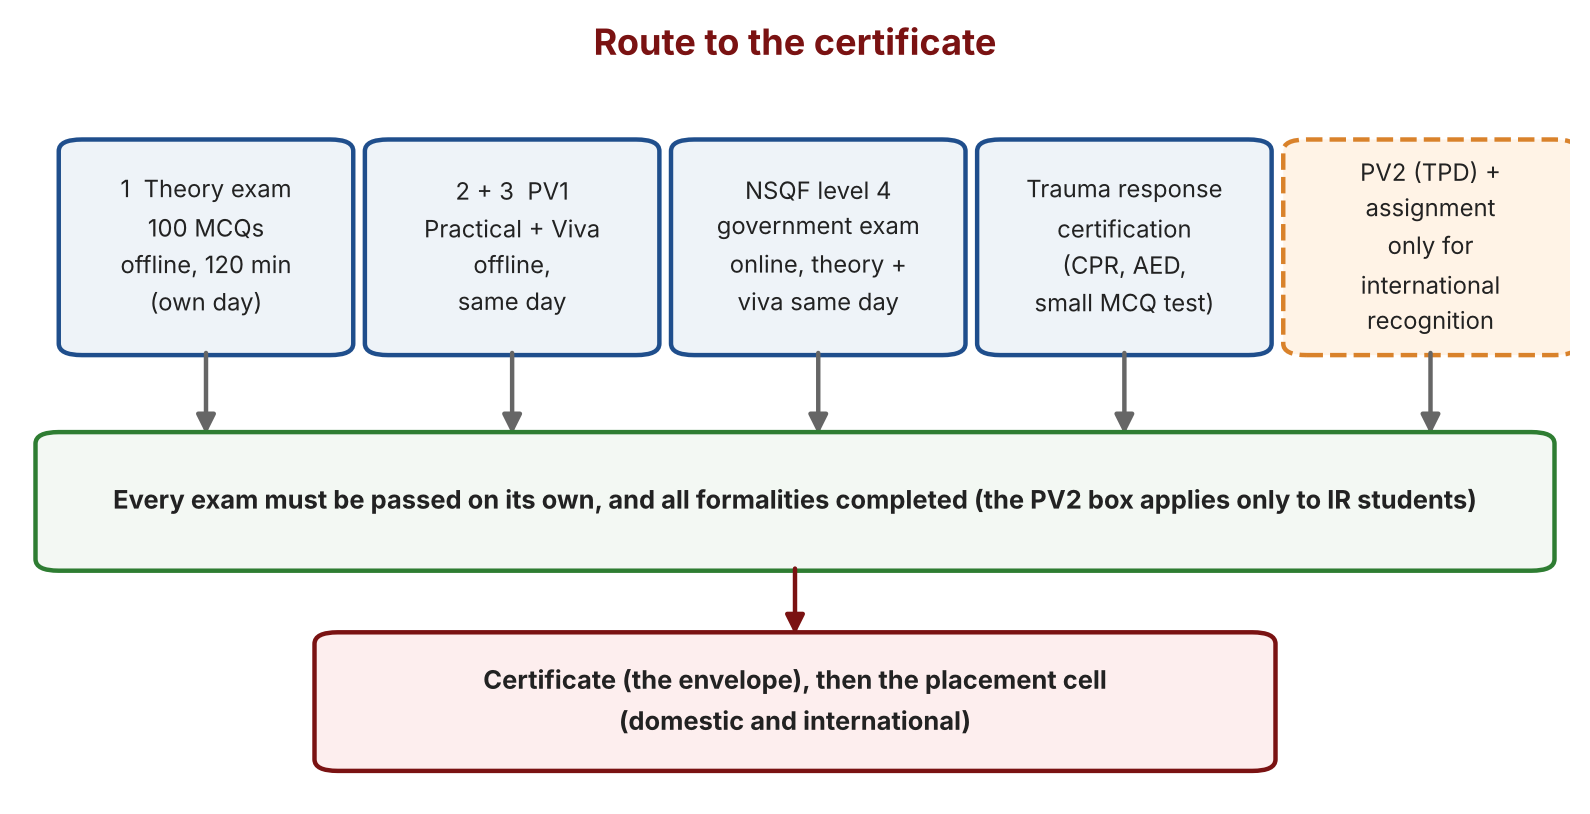 Route to the certificate
1  Theory exam
100 MCQs
offline, 120 min
(own day)
2 + 3  PV1
Practical + Viva
offline,
same day
NSQF level 4
government exam
online, theory +
viva same day
Trauma response
certification
(CPR, AED,
small MCQ test)
PV2 (TPD) +
assignment
only for
international
recognition
Every exam must be passed on its own, and all formalities completed (the PV2 box applies only to IR students)
Certificate (the envelope), then the placement cell
(domestic and international)